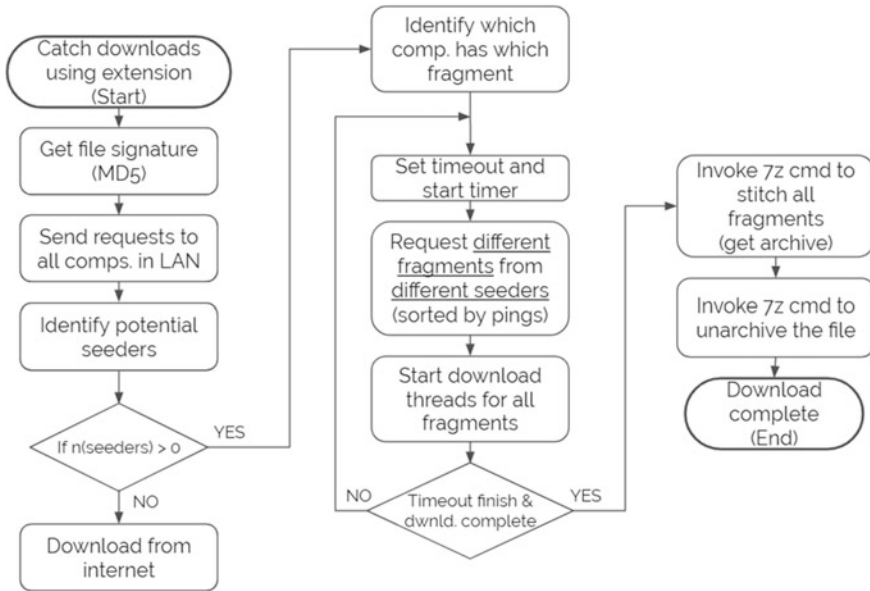 Catch downloads
using extension
(Start)
Get file signature
(MD5)
Send requests to
all comps. in LAN
Identify potential
seeders
If n(seeders) > 0
YES
NO
Download from
internet
Identify which
comp. has which
fragment
Set timeout and
start timer
Request different
fragments from
different seeders
(sorted by pings)
Start download
threads for all
fragments
Timeout finish &
dwnld. complete
NO
YES
Invoke 7z cmd to
stitch all
fragments
(get archive)
Invoke 7z cmd to
unarchive the file
Download
complete
(End)